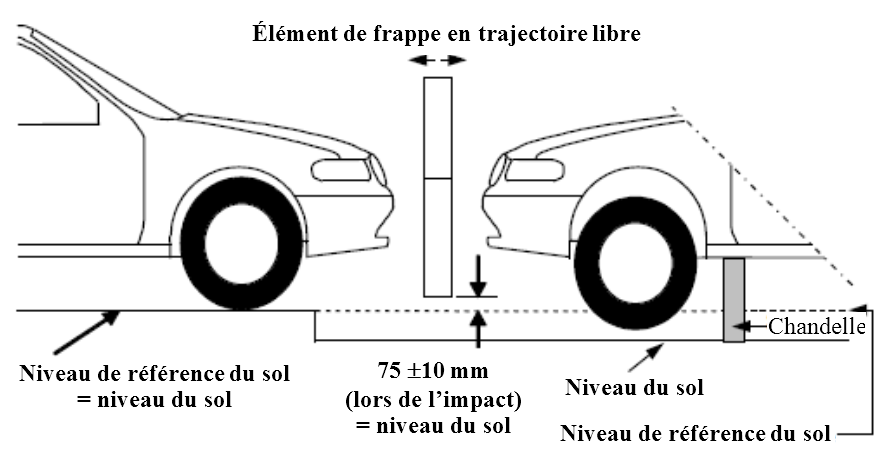 Élément de frappe en trajectoire libre
Chandelle
Niveau de référence du sol
= niveau du sol
75 ±10 mm
(lors de l’impact)
= niveau du sol
Niveau du sol
Niveau de référence du sol